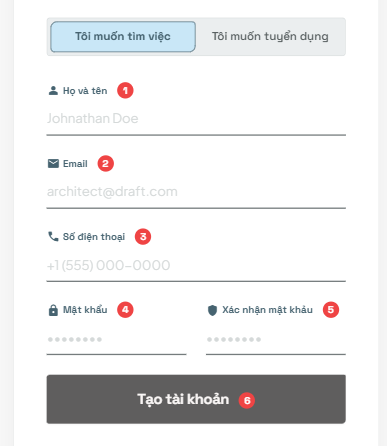 Tôi muốn tìm việc Tôi muốn tuyển dụng
Họ và tên 1
Johnathan Doe
Email 2
architect@draft.com
Số điện thoại 3
+1 (555) 000-0000
Mật khẩu 4 Xác nhận mật khẩu 5
•••••••• ••••••••
Tạo tài khoản 6